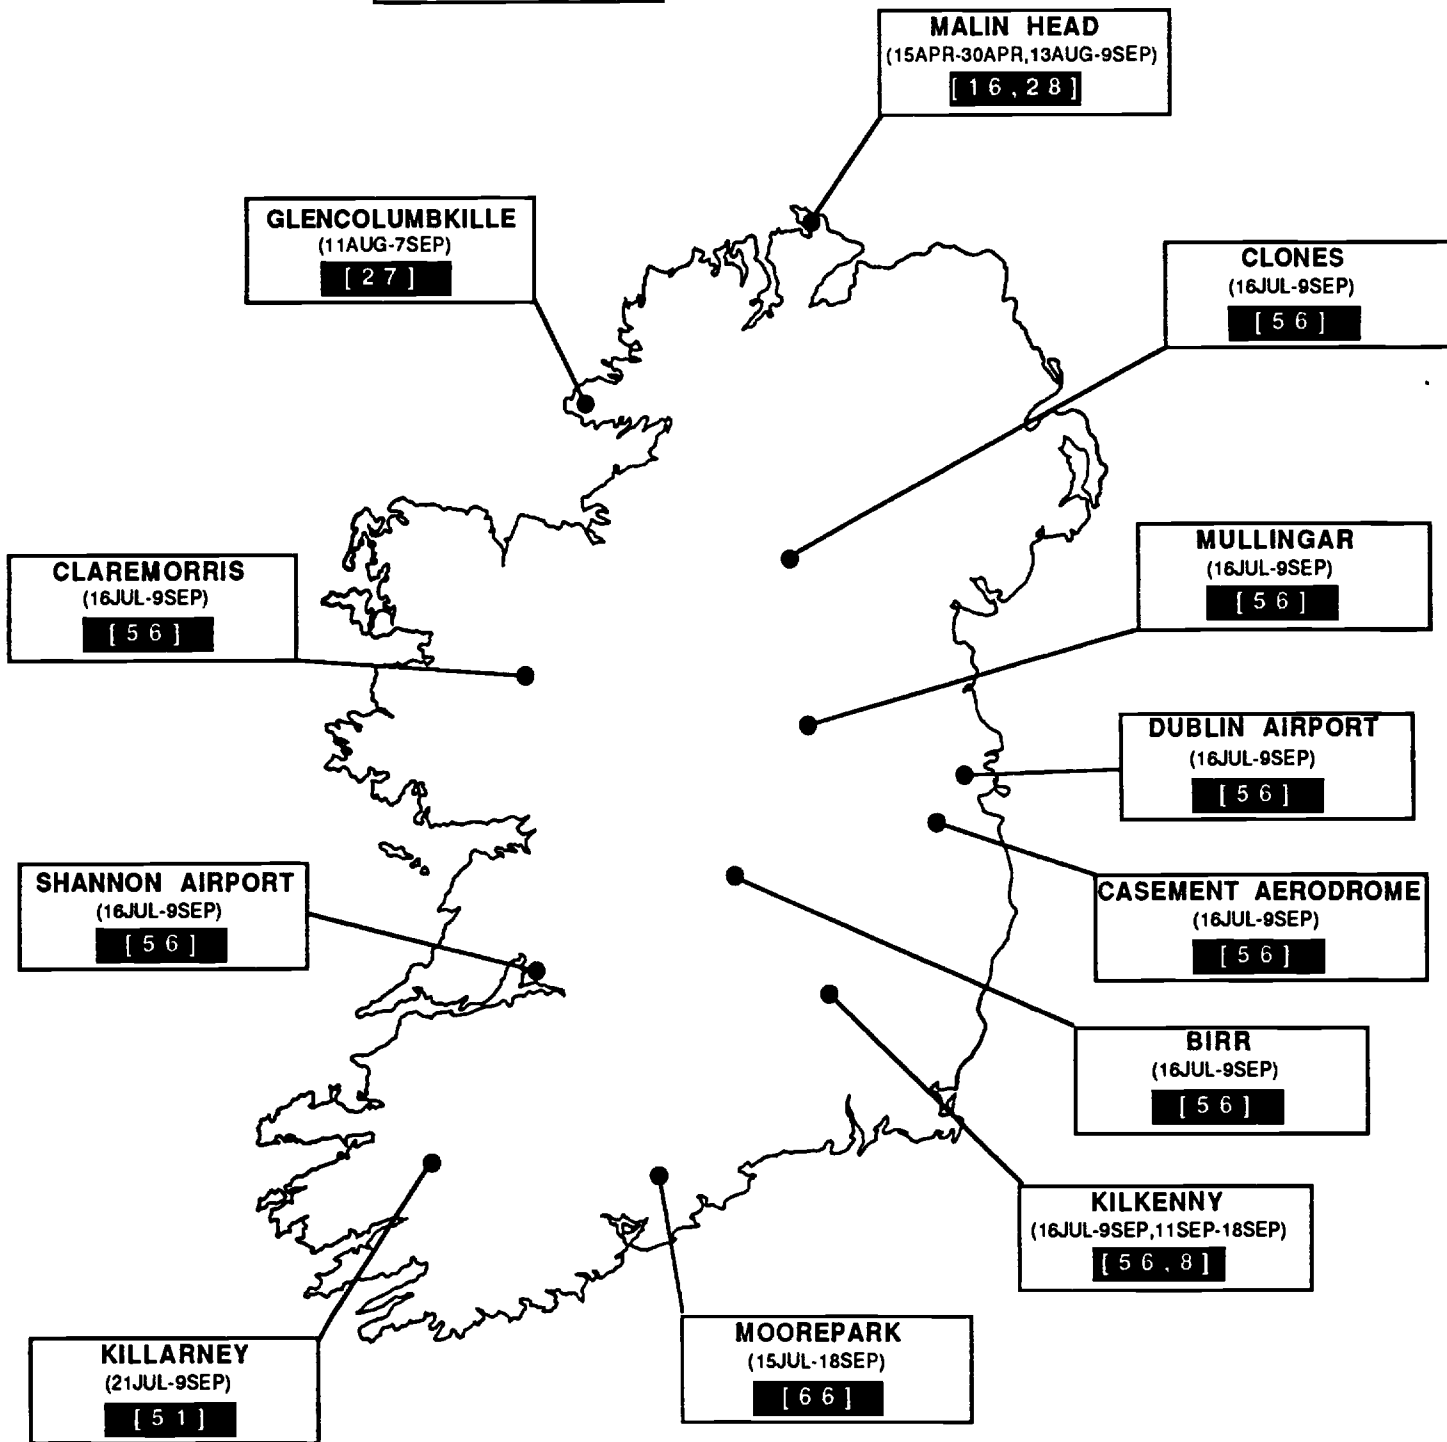 MALIN HEAD
(15APR-30APR,13AUG-9SEP)
[16,28]
GLENCOLUMBKILLE
(11AUG-7SEP)
[27]
CLONES
(16JUL-9SEP)
[56]
MULLINGAR
(16JUL-9SEP)
[56]
CLAREMORRIS
(16JUL-9SEP)
[56]
DUBLIN AIRPORT
(16JUL-9SEP)
[56]
SHANNON AIRPORT
(16JUL-9SEP)
[56]
CASEMENT AERODROME
(16JUL-9SEP)
[56]
BIRR
(16JUL-9SEP)
[56]
KILKENNY
(16JUL-9SEP,11SEP-18SEP)
[56,8]
MOOREPARK
(15JUL-18SEP)
[66]
KILLARNEY
(21JUL-9SEP)
[51]